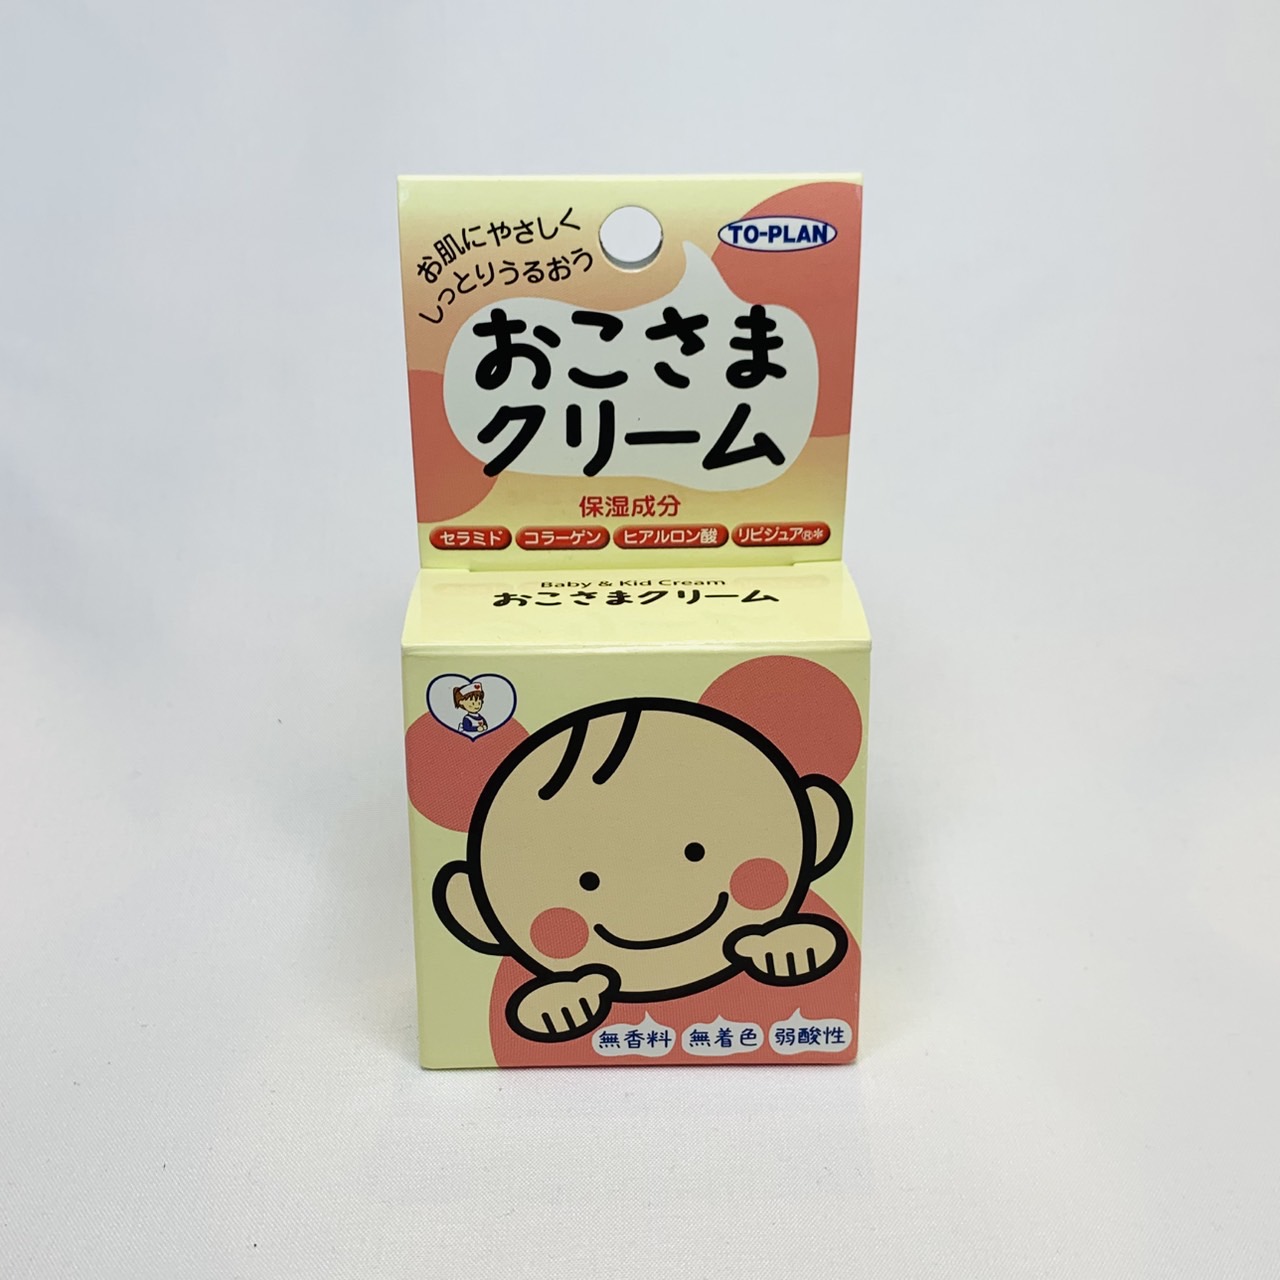 お肌にやさしく
しっとりうるおう
TO-PLAN
おこさま
クリーム
保湿成分
セラミド コラーゲン ヒアルロン酸 リピジュア®*
Baby & Kid Cream
おこさまクリーム
無香料 無着色 弱酸性